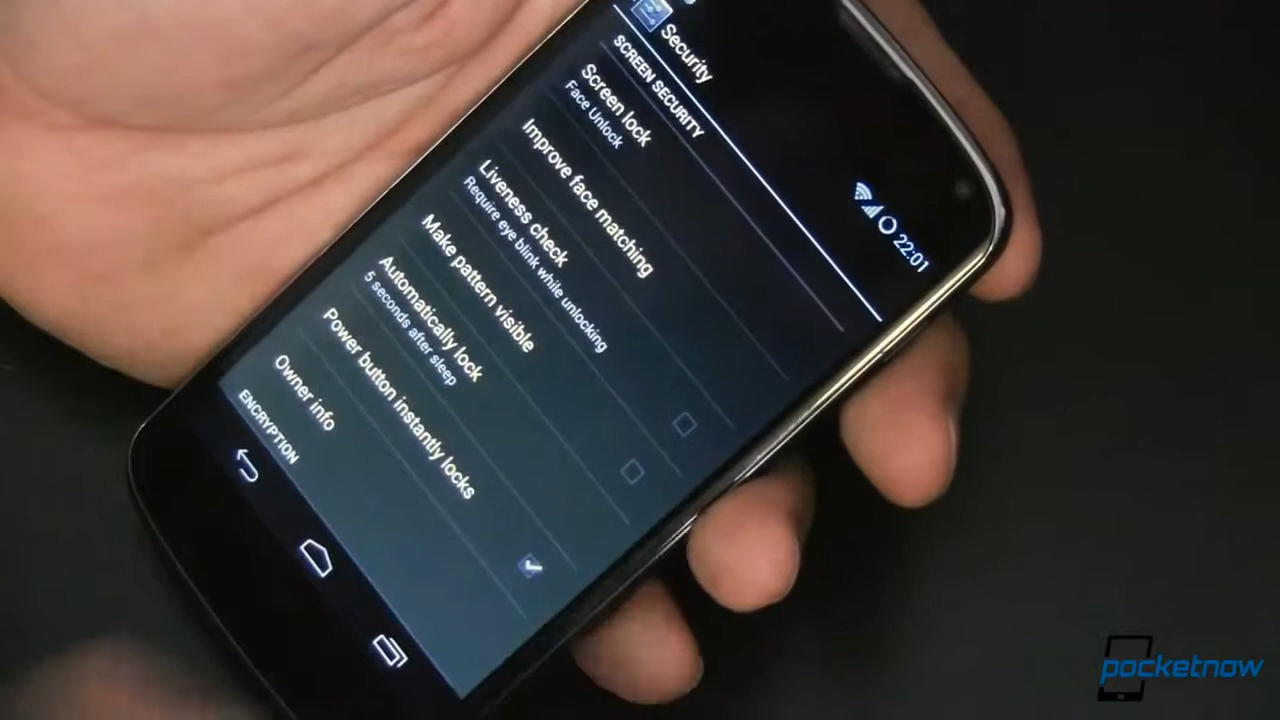 22:01
Security
SCREEN SECURITY
Screen lock
Face Unlock
Improve face matching
Liveness check
Require eye blink while unlocking
Make pattern visible
Automatically lock
5 seconds after sleep
Power button instantly locks
Owner info
ENCRYPTION
pocketnow